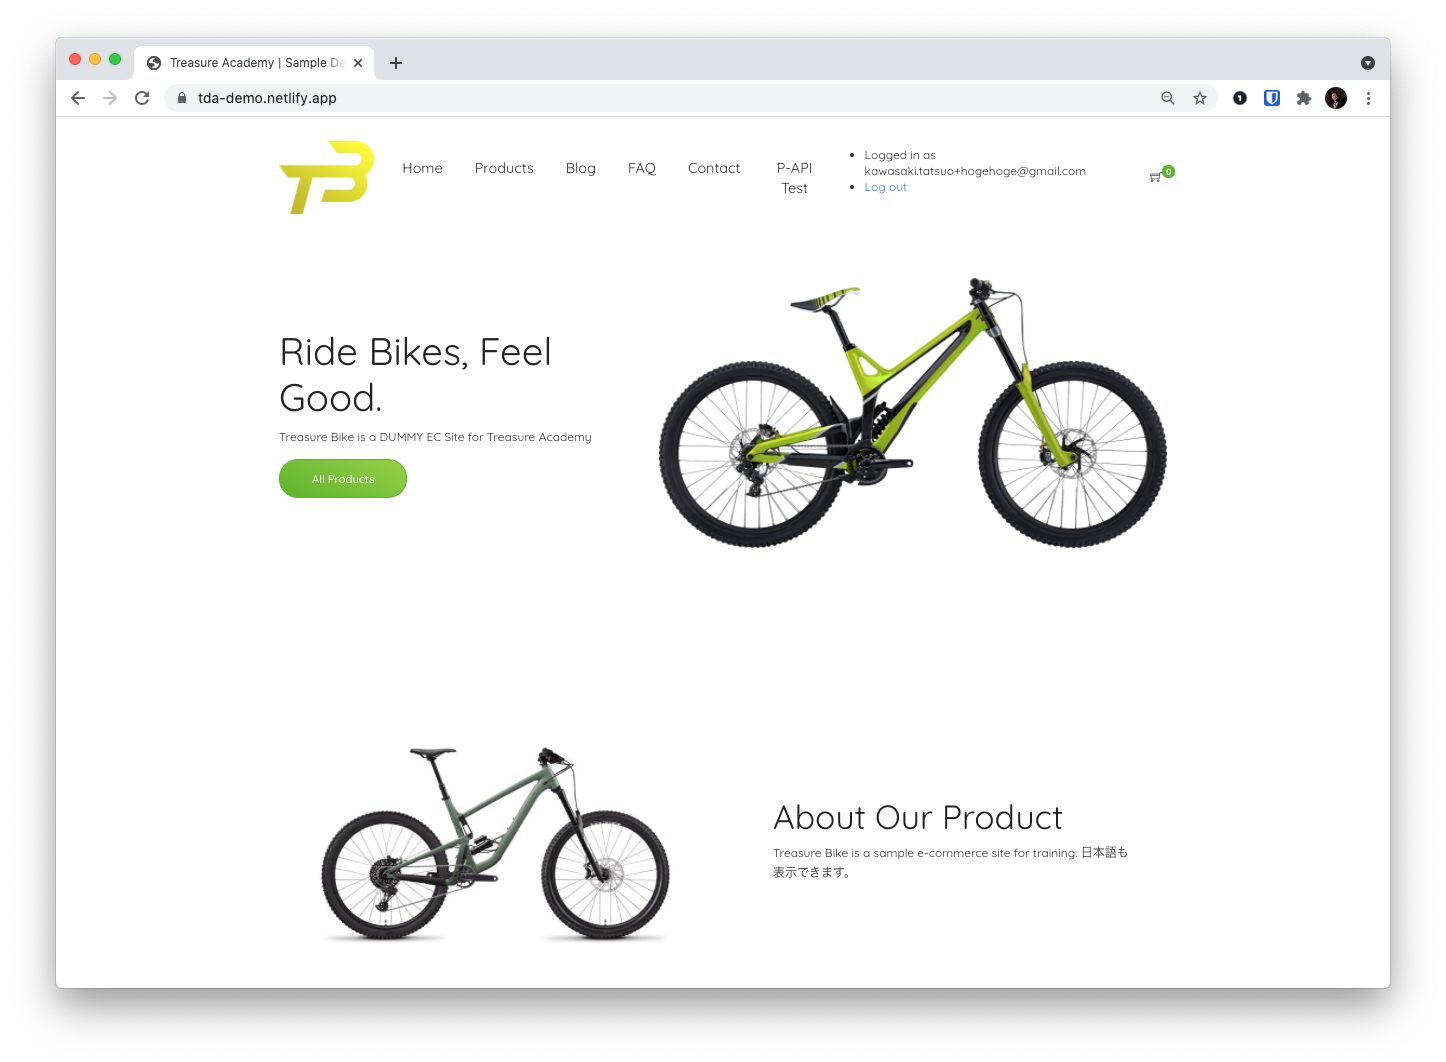 Treasure Academy | Sample De
tda-demo.netlify.app
TB
Home
Products
Blog
FAQ
Contact
P-API
Test
Logged in as
kawasaki.tatsuo+hogehoge@gmail.com
Log out
0
Ride Bikes, Feel
Good.
Treasure Bike is a DUMMY EC Site for Treasure Academy
All Products
About Our Product
Treasure Bike is a sample e-commerce site for training. 日本語も
表示できます。